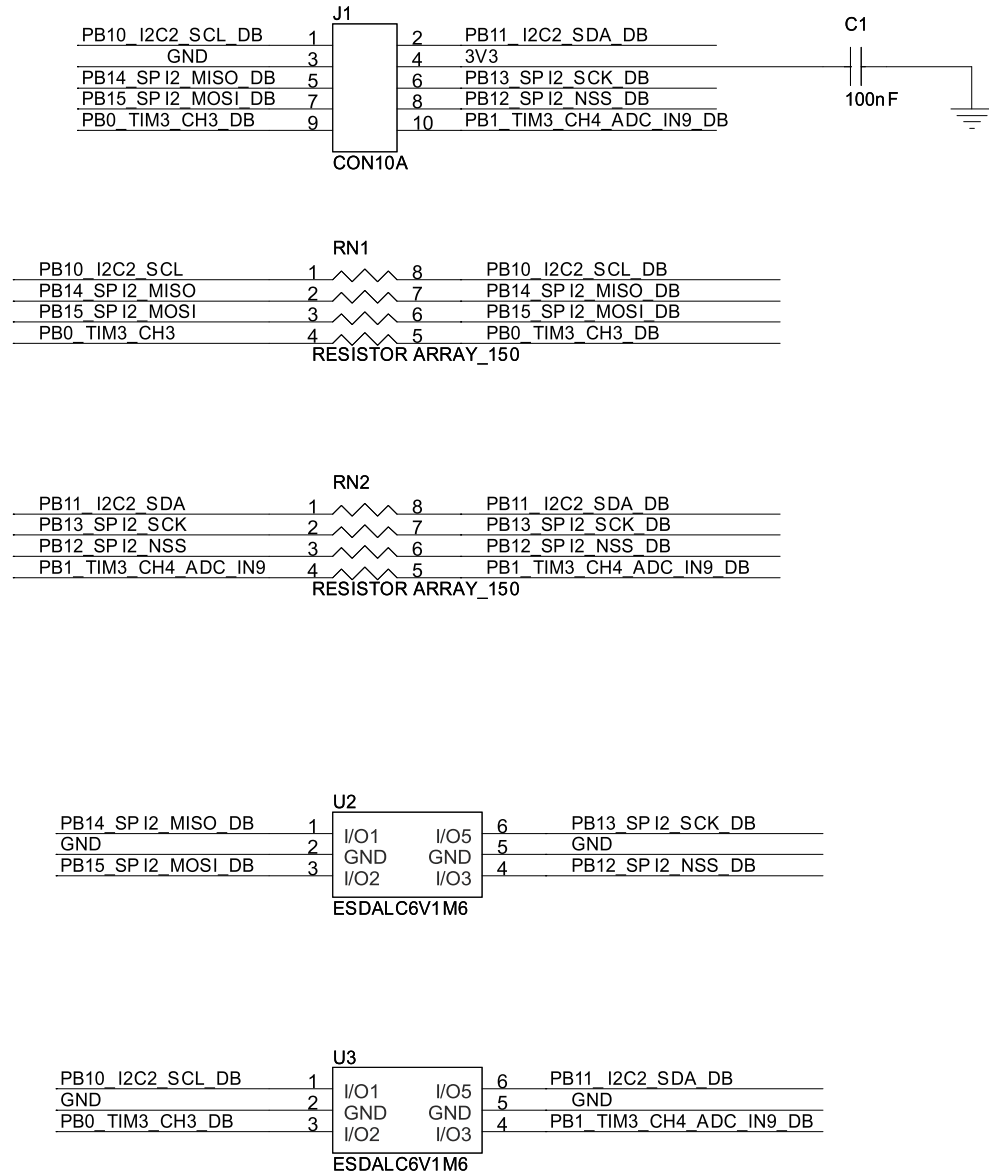 J1
C1
PB10_I2C2_SCL_DB 1 2 PB11_I2C2_SDA_DB
GND 3 4 3V3
PB14_SPI2_MISO_DB 5 6 PB13_SPI2_SCK_DB
PB15_SPI2_MOSI_DB 7 8 PB12_SPI2_NSS_DB
100nF
PB0_TIM3_CH3_DB 9 10 PB1_TIM3_CH4_ADC_IN9_DB
CON10A
RN1
PB10_I2C2_SCL 1 8 PB10_I2C2_SCL_DB
PB14_SPI2_MISO 2 7 PB14_SPI2_MISO_DB
PB15_SPI2_MOSI 3 6 PB15_SPI2_MOSI_DB
PB0_TIM3_CH3 4 5 PB0_TIM3_CH3_DB
RESISTOR ARRAY_150
RN2
PB11_I2C2_SDA 1 8 PB11_I2C2_SDA_DB
PB13_SPI2_SCK 2 7 PB13_SPI2_SCK_DB
PB12_SPI2_NSS 3 6 PB12_SPI2_NSS_DB
PB1_TIM3_CH4_ADC_IN9 4 5 PB1_TIM3_CH4_ADC_IN9_DB
RESISTOR ARRAY_150
U2
PB14_SPI2_MISO_DB 1 I/O1 I/O5 6 PB13_SPI2_SCK_DB
GND 2 GND GND 5 GND
PB15_SPI2_MOSI_DB 3 I/O2 I/O3 4 PB12_SPI2_NSS_DB
ESDALC6V1M6
U3
PB10_I2C2_SCL_DB 1 I/O1 I/O5 6 PB11_I2C2_SDA_DB
GND 2 GND GND 5 GND
PB0_TIM3_CH3_DB 3 I/O2 I/O3 4 PB1_TIM3_CH4_ADC_IN9_DB
ESDALC6V1M6